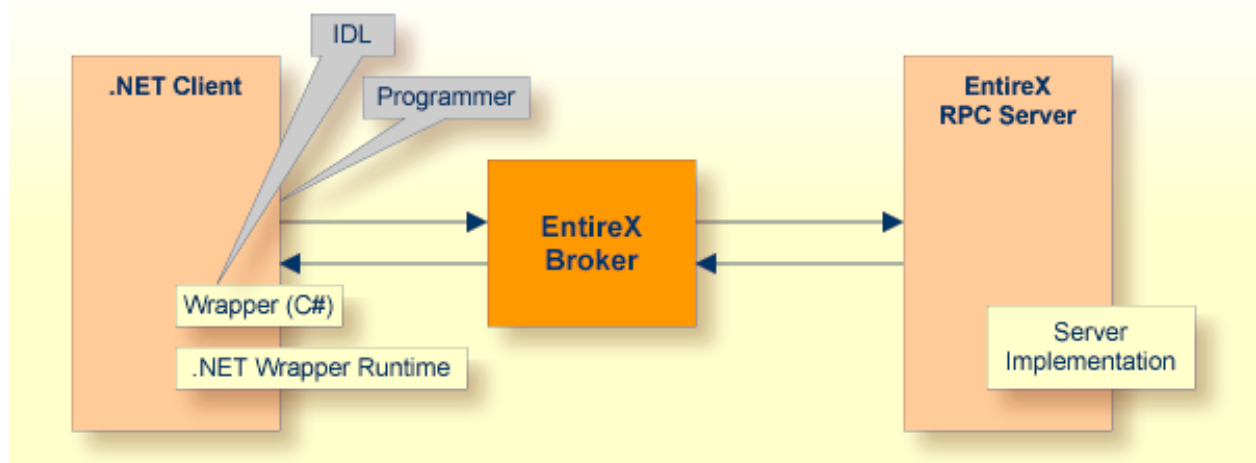 IDL
.NET Client
Programmer
EntireX
RPC Server
EntireX
Broker
Wrapper (C#)
.NET Wrapper Runtime
Server
Implementation